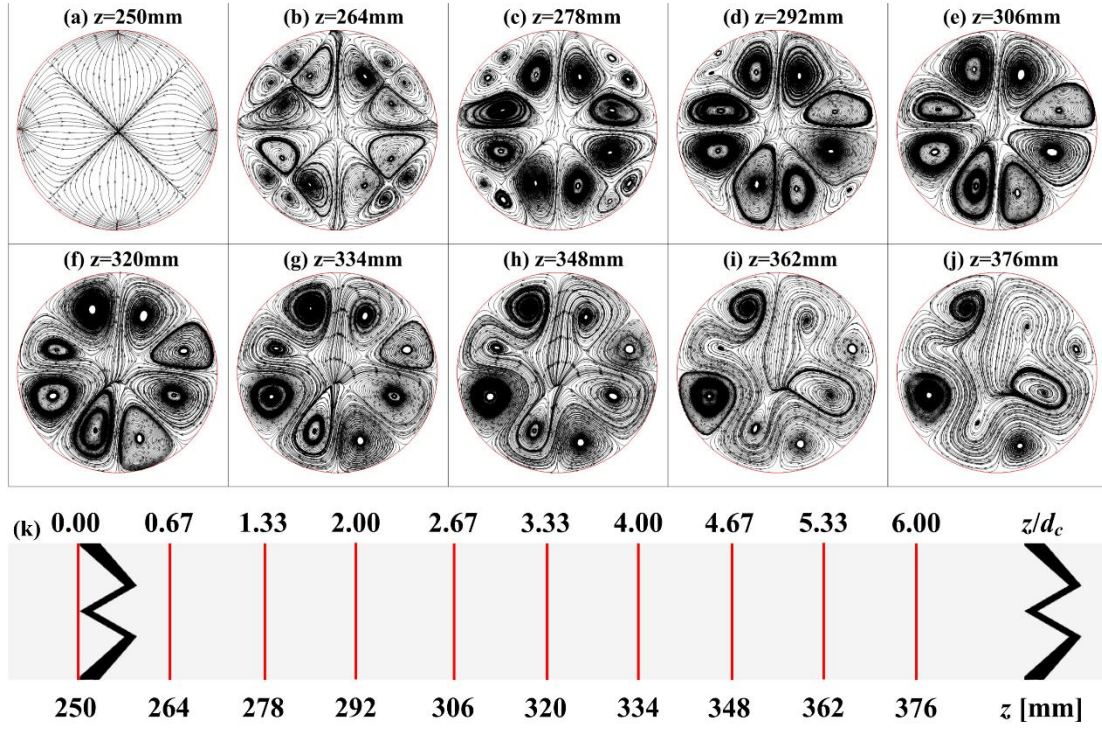 (a) z=250mm
(b) z=264mm
(c) z=278mm
(d) z=292mm
(e) z=306mm
(f) z=320mm
(g) z=334mm
(h) z=348mm
(i) z=362mm
(j) z=376mm
(k) 0.00 0.67 1.33 2.00 2.67 3.33 4.00 4.67 5.33 6.00 z/d_c
250 264 278 292 306 320 334 348 362 376 z [mm]